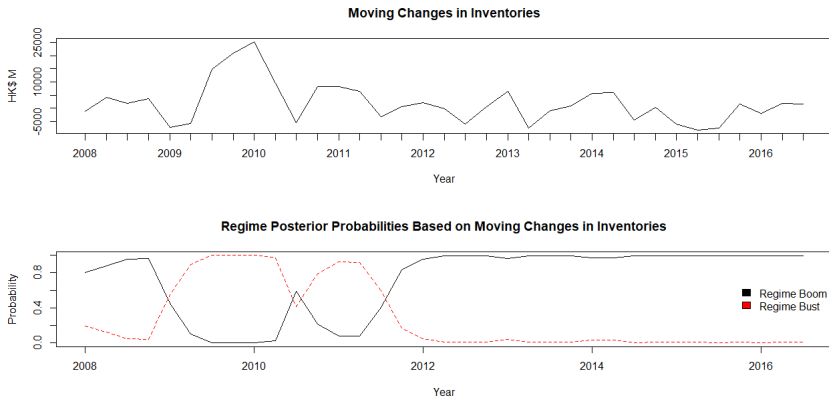 Moving Changes in Inventories
HK$ M
25000
10000
-5000
2008 2009 2010 2011 2012 2013 2014 2015 2016
Year
Regime Posterior Probabilities Based on Moving Changes in Inventories
Probability
0.8
0.4
0.0
Regime Boom
Regime Bust
2008 2010 2012 2014 2016
Year